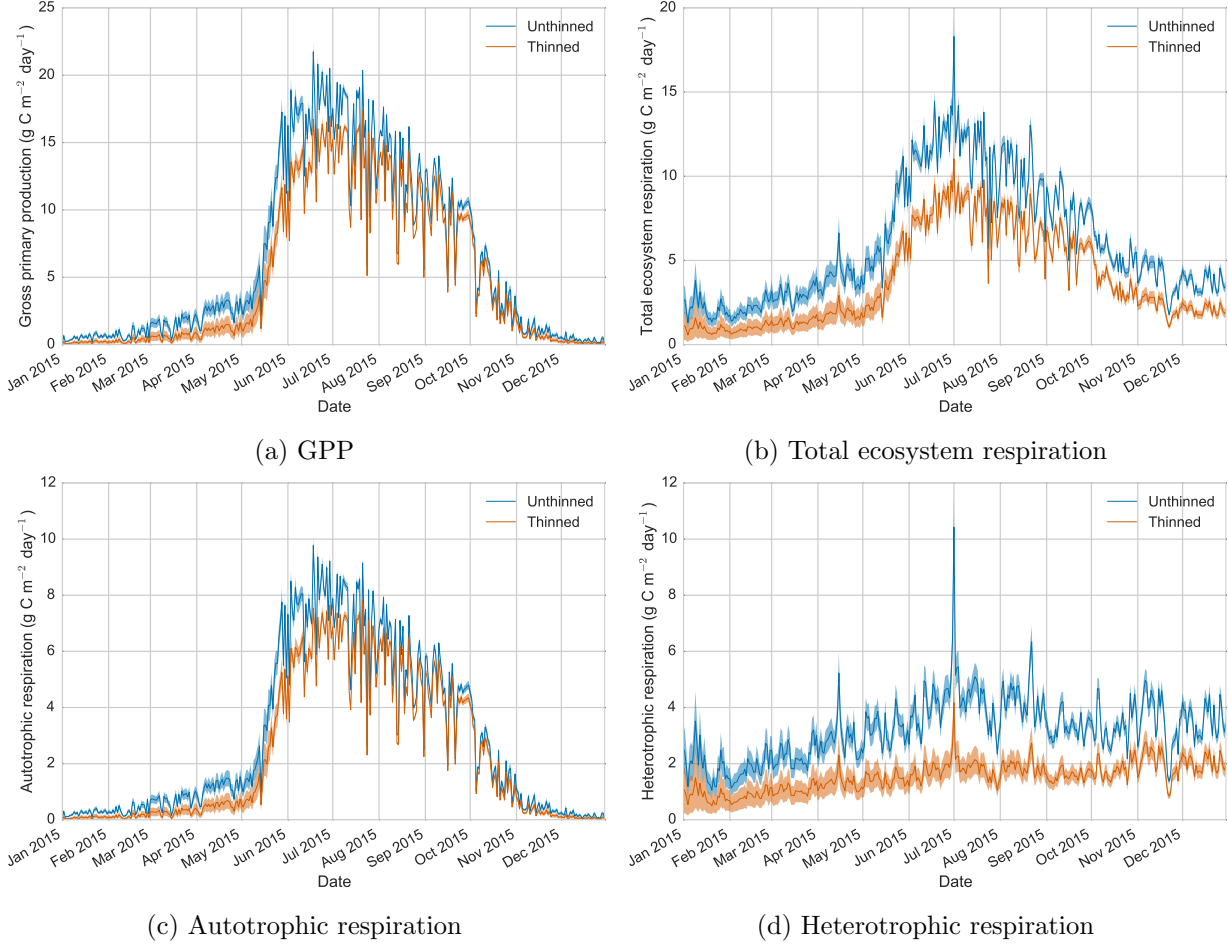 25
20
15
10
5
0
Gross primary production (g C m⁻² day⁻¹)
Unthinned
Thinned
Jan 2015
Feb 2015
Mar 2015
Apr 2015
May 2015
Jun 2015
Jul 2015
Aug 2015
Sep 2015
Oct 2015
Nov 2015
Dec 2015
Date
(a) GPP
20
15
10
5
0
Total ecosystem respiration (g C m⁻² day⁻¹)
Unthinned
Thinned
Jan 2015
Feb 2015
Mar 2015
Apr 2015
May 2015
Jun 2015
Jul 2015
Aug 2015
Sep 2015
Oct 2015
Nov 2015
Dec 2015
Date
(b) Total ecosystem respiration
12
10
8
6
4
2
0
Autotrophic respiration (g C m⁻² day⁻¹)
Unthinned
Thinned
Jan 2015
Feb 2015
Mar 2015
Apr 2015
May 2015
Jun 2015
Jul 2015
Aug 2015
Sep 2015
Oct 2015
Nov 2015
Dec 2015
Date
(c) Autotrophic respiration
12
10
8
6
4
2
0
Heterotrophic respiration (g C m⁻² day⁻¹)
Unthinned
Thinned
Jan 2015
Feb 2015
Mar 2015
Apr 2015
May 2015
Jun 2015
Jul 2015
Aug 2015
Sep 2015
Oct 2015
Nov 2015
Dec 2015
Date
(d) Heterotrophic respiration